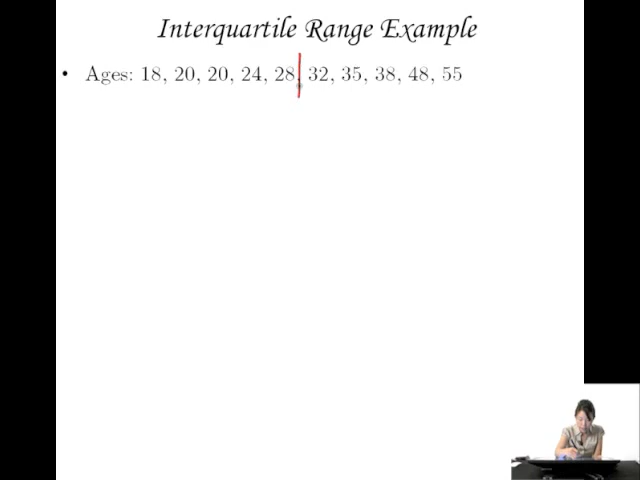 Interquartile Range Example
• Ages: 18, 20, 20, 24, 28, 32, 35, 38, 48, 55